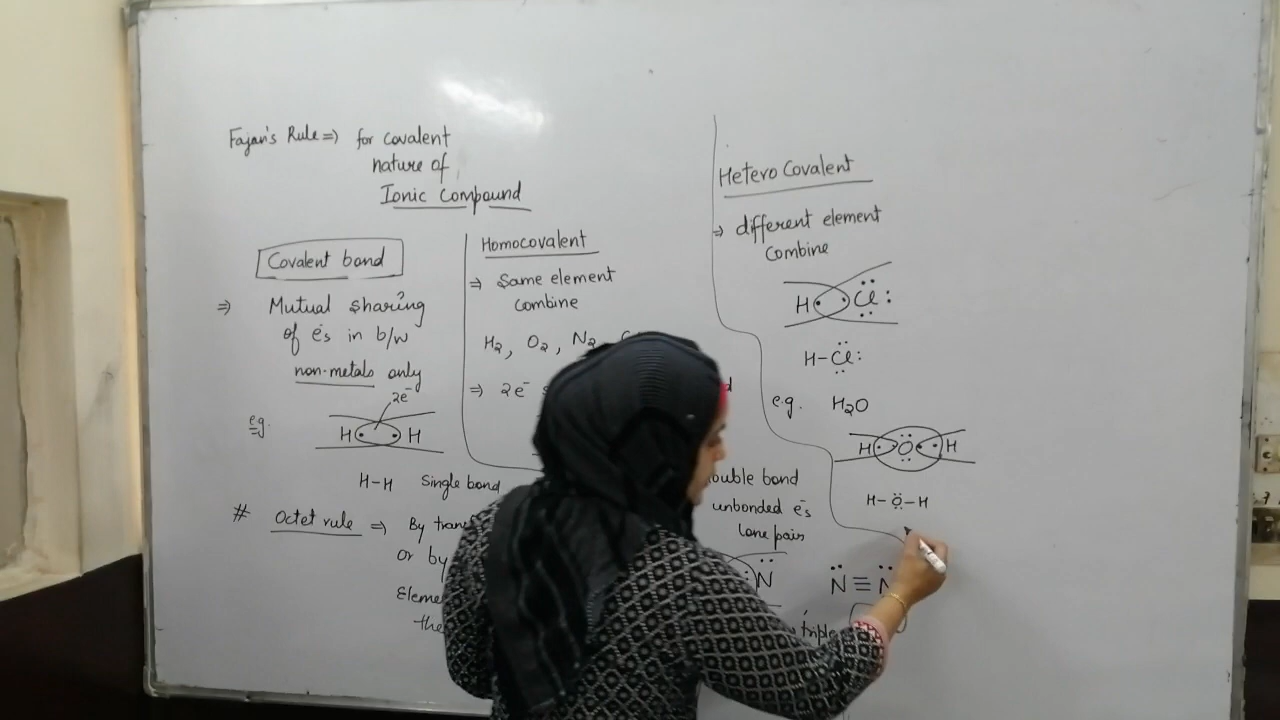 Fajan's Rule ⇒ for covalent
nature of
Ionic Compound
Covalent bond
⇒ Mutual sharing
of e⁻s in b/w
non-metals only
2e⁻
e.g. H H
H-H Single bond
# Octet rule ⇒ By
or by
the
Homocovalent
⇒ Same element
combine
H₂, O₂, N₂
⇒ 2e⁻
unbonded e⁻s
lone pair
N
N≡N
triple
Hetero Covalent
⇒ different element
Combine
H Cl:
H-Cl:
e.g. H₂O
H O H
H-O-H